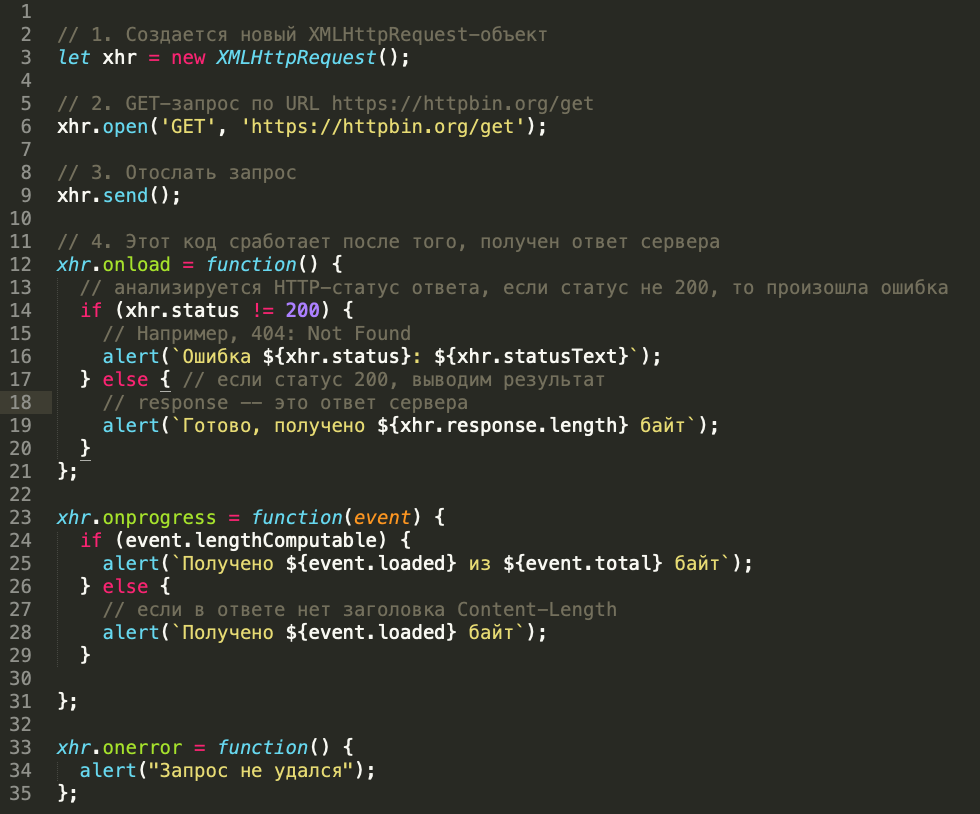 1
2 // 1. Создается новый XMLHttpRequest-объект
3 let xhr = new XMLHttpRequest();
4
5 // 2. GET-запрос по URL https://httpbin.org/get
6 xhr.open('GET', 'https://httpbin.org/get');
7
8 // 3. Отослать запрос
9 xhr.send();
10
11 // 4. Этот код сработает после того, получен ответ сервера
12 xhr.onload = function() {
13   // анализируется HTTP-статус ответа, если статус не 200, то произошла ошибка
14   if (xhr.status != 200) {
15     // Например, 404: Not Found
16     alert(`Ошибка ${xhr.status}: ${xhr.statusText}`);
17   } else { // если статус 200, выводим результат
18     // response -- это ответ сервера
19     alert(`Готово, получено ${xhr.response.length} байт`);
20   }
21 };
22
23 xhr.onprogress = function(event) {
24   if (event.lengthComputable) {
25     alert(`Получено ${event.loaded} из ${event.total} байт`);
26   } else {
27     // если в ответе нет заголовка Content-Length
28     alert(`Получено ${event.loaded} байт`);
29   }
30
31 };
32
33 xhr.onerror = function() {
34   alert("Запрос не удался");
35 };